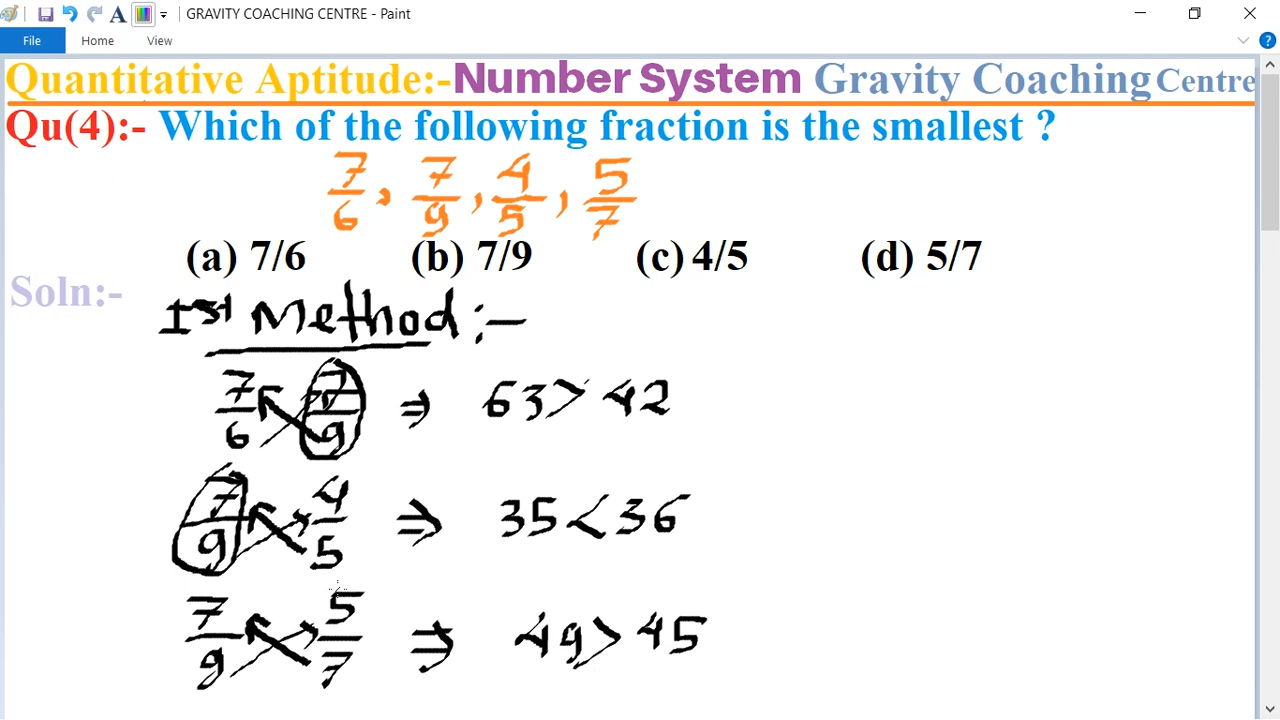 GRAVITY COACHING CENTRE - Paint
File Home View
Quantitative Aptitude:-Number System Gravity Coaching Centre
Qu(4):- Which of the following fraction is the smallest ?
7/6, 7/9, 4/5, 5/7
(a) 7/6 (b) 7/9 (c) 4/5 (d) 5/7
Soln:-
Ist Method :-
7/6 7/9 ⇒ 63 > 42
7/9 4/5 ⇒ 35 < 36
7/9 5/7 ⇒ 49 > 45